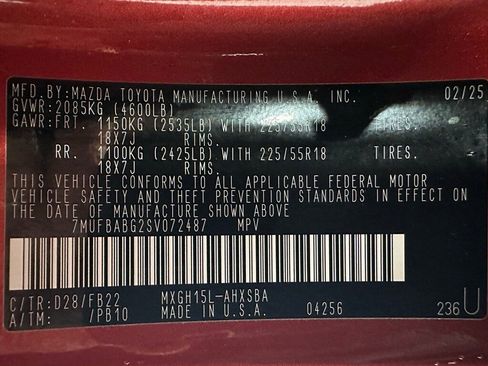 MFD.BY:MAZDA TOYOTA MANUFACTURING U.S.A. INC. 02/25
GVWR: 2085KG (4600LB)
GAWR:FRT. 1150KG (2535LB) WITH 225/55R18 TIRES.
18X7J RIMS.
RR. 1100KG (2425LB) WITH 225/55R18 TIRES.
18X7J RIMS.
THIS VEHICLE CONFORMS TO ALL APPLICABLE FEDERAL MOTOR
VEHICLE SAFETY AND THEFT PREVENTION STANDARDS IN EFFECT ON
THE DATE OF MANUFACTURE SHOWN ABOVE.
7MUFBABG2SV072487 MPV
C/TR:D28/FB22 MXGH15L-AHXSBA
A/TM: /PB10 MADE IN U.S.A. 04256 236U